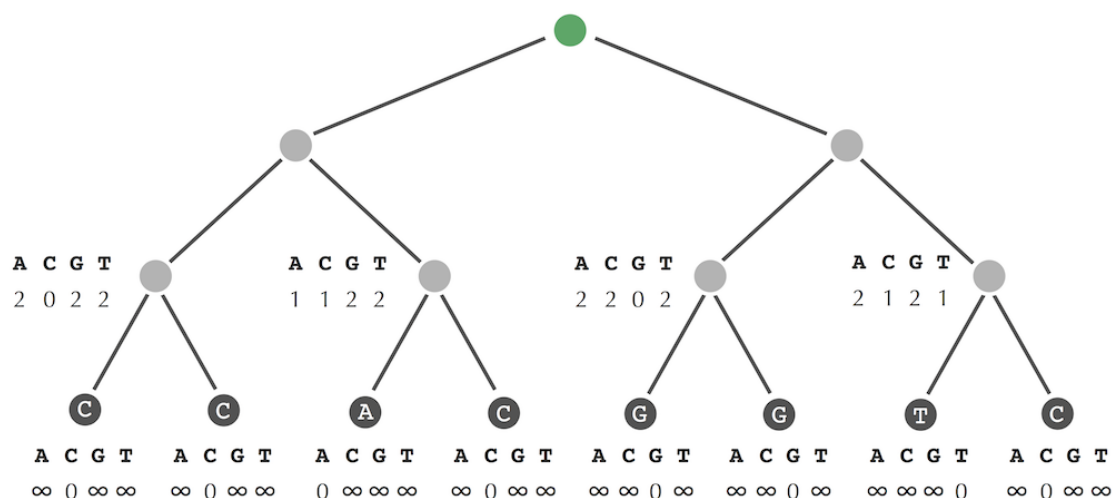 A C G T
2 0 2 2
A C G T
1 1 2 2
A C G T
2 2 0 2
A C G T
2 1 2 1
C C A C G G T C
A C G T A C G T A C G T A C G T A C G T A C G T A C G T A C G T
∞ 0 ∞ ∞ ∞ 0 ∞ ∞ 0 ∞ ∞ ∞ ∞ 0 ∞ ∞ ∞ ∞ 0 ∞ ∞ ∞ 0 ∞ ∞ ∞ ∞ 0 ∞ 0 ∞ ∞